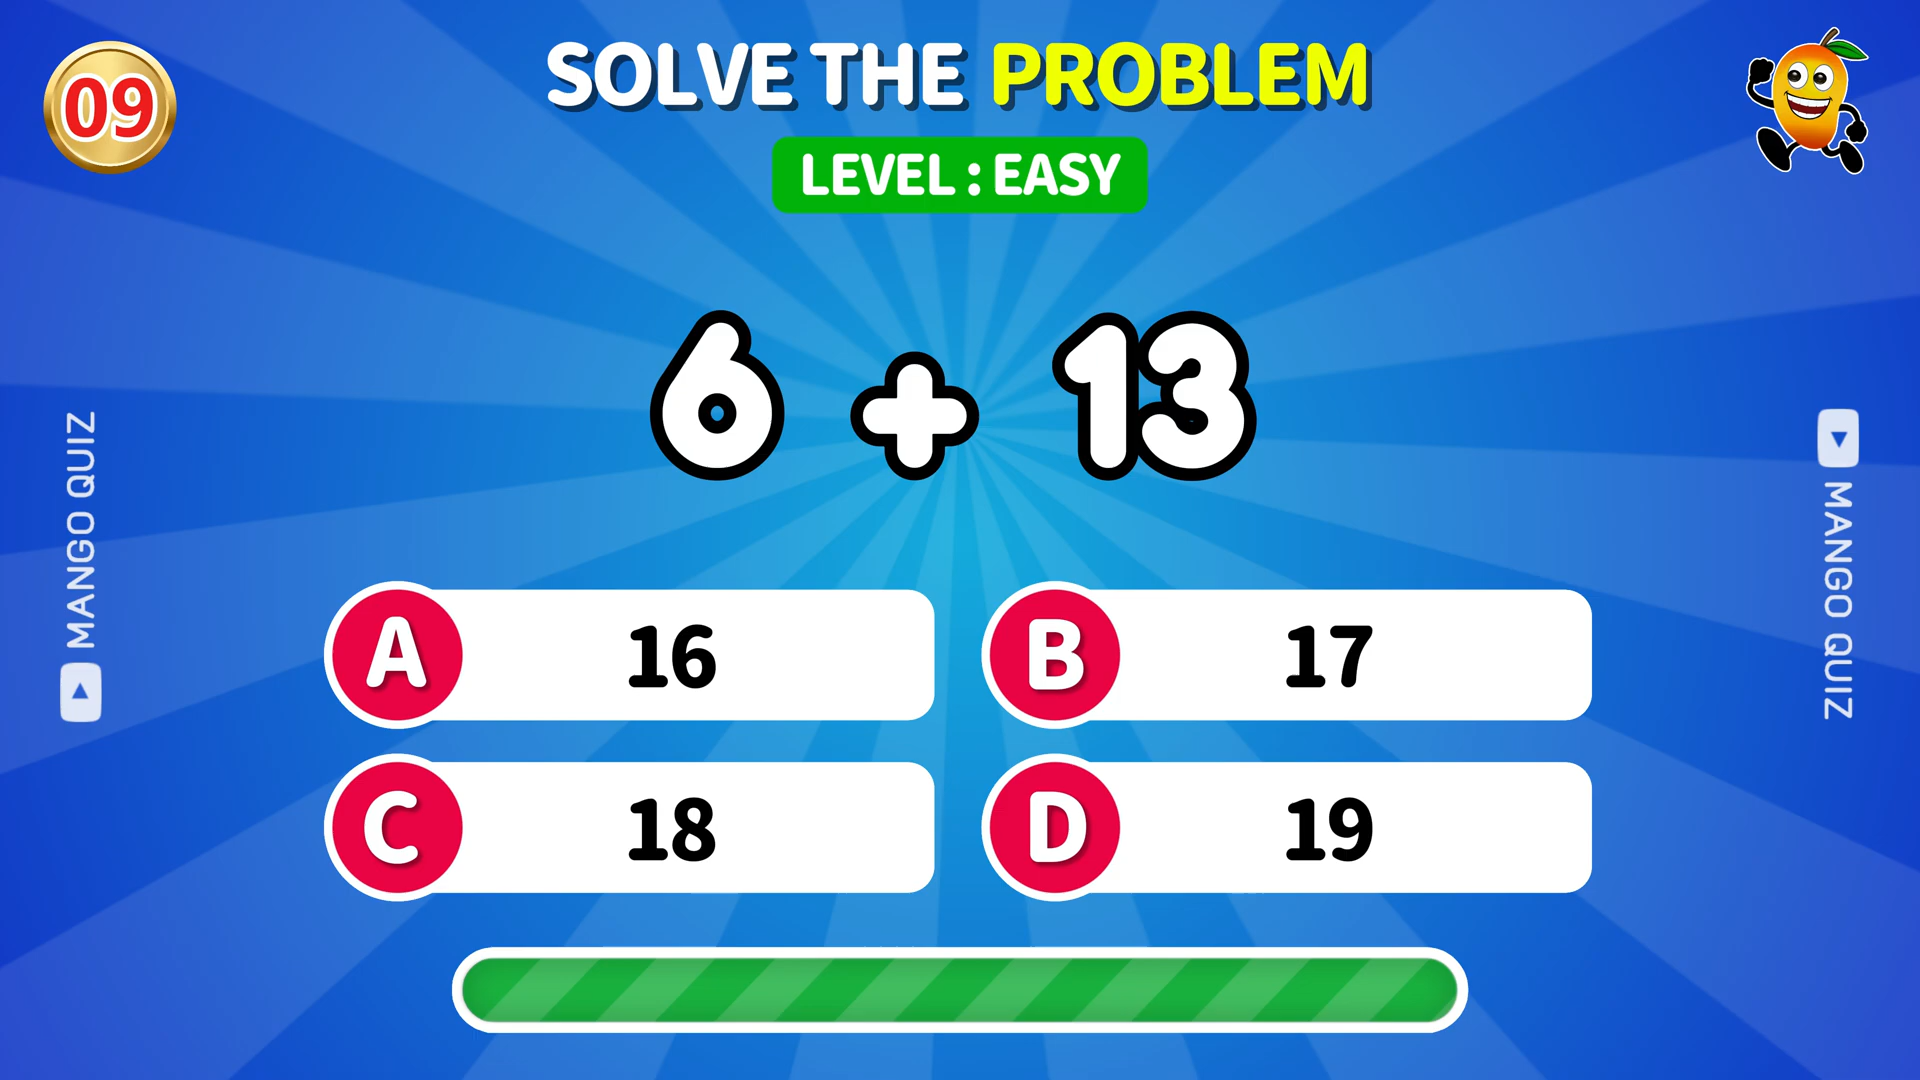 09
SOLVE THE PROBLEM
LEVEL : EASY
6 + 13
MANGO QUIZ
MANGO QUIZ
A 16
B 17
C 18
D 19